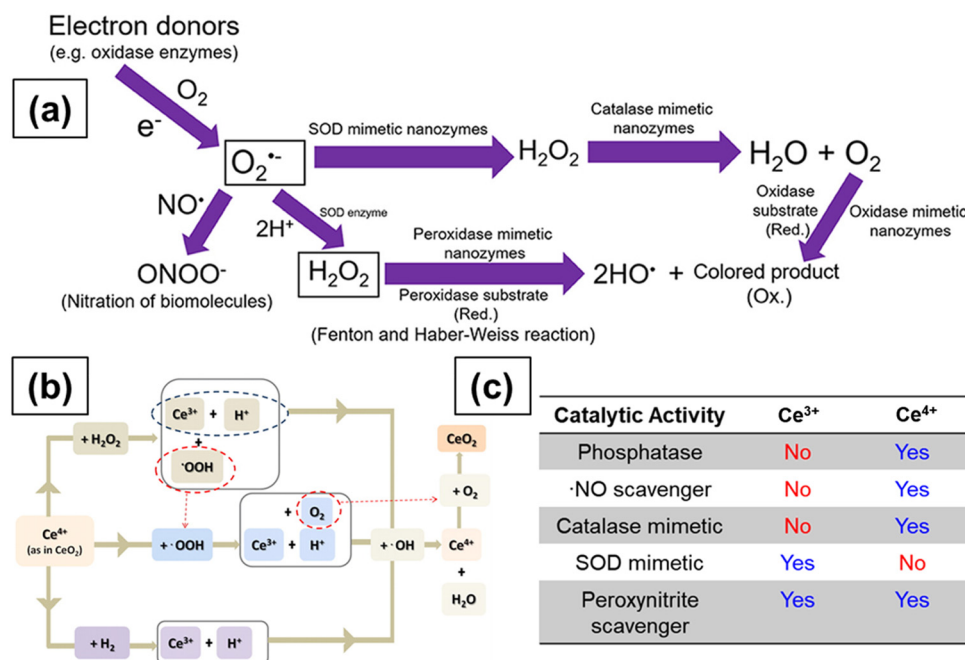 Electron donors
(e.g. oxidase enzymes)
(a)
O2
e-
O2•-
SOD mimetic nanozymes
H2O2
Catalase mimetic
nanozymes
H2O + O2
NO•
2H+
SOD enzyme
ONOO-
(Nitration of biomolecules)
H2O2
Peroxidase mimetic
nanozymes
Peroxidase substrate
(Red.)
(Fenton and Haber-Weiss reaction)
2HO• + Colored product
(Ox.)
Oxidase
substrate
(Red.)
Oxidase mimetic
nanozymes
(b)
Ce4+
(as in CeO2)
+ H2O2
Ce3+ + H+
+
·OOH
+ ·OOH
+ O2
Ce3+ + H+
+ H2
Ce3+ + H+
+ ·OH
CeO2
+ O2
Ce4+
+
H2O
(c)
Catalytic Activity Ce3+ Ce4+
Phosphatase No Yes
·NO scavenger No Yes
Catalase mimetic No Yes
SOD mimetic Yes No
Peroxynitrite
scavenger Yes Yes